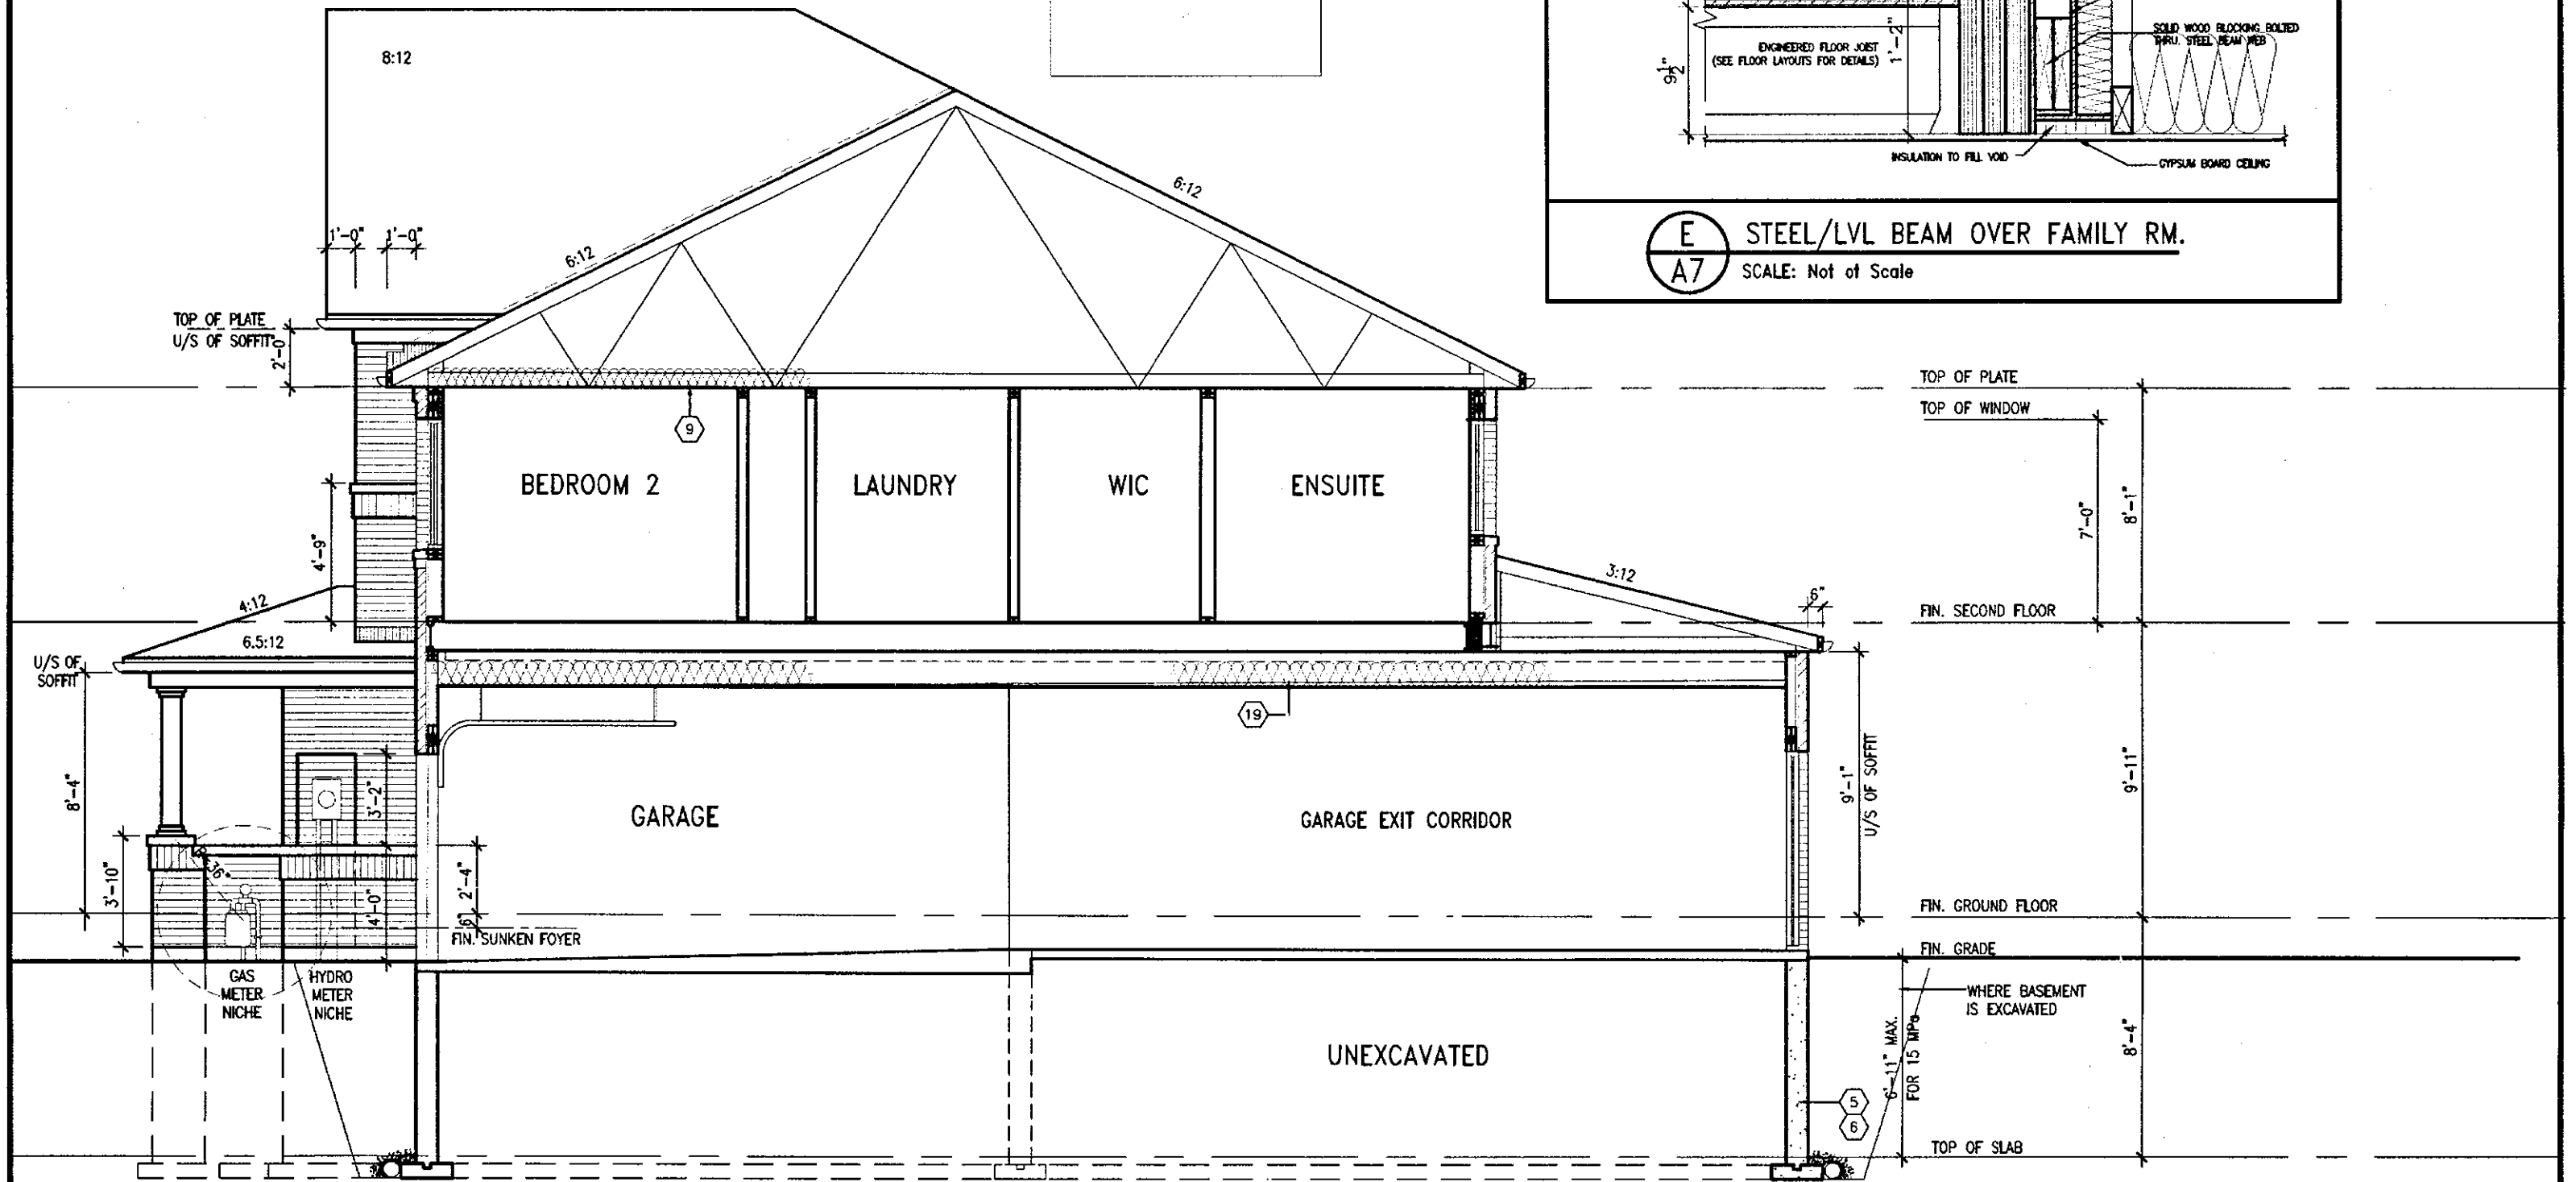 8:12
ENGINEERED FLOOR JOIST
(SEE FLOOR LAYOUTS FOR DETAILS)
9½"
1'-2"
SOLID WOOD BLOCKING BOLTED
THRU. STEEL BEAM WEB
INSULATION TO FILL VOID
GYPSUM BOARD CEILING
E
A7
STEEL/LVL BEAM OVER FAMILY RM.
SCALE: Not ot Scale
6:12
6:12
1'-0"
1'-0"
TOP OF PLATE
U/S OF SOFFIT
2'-0"
TOP OF PLATE
TOP OF WINDOW
9
BEDROOM 2
LAUNDRY
WIC
ENSUITE
4'-9"
7'-0"
8'-1"
4:12
6.5:12
3:12
6"
FIN. SECOND FLOOR
U/S OF
SOFFIT
19
8'-4"
3'-2"
GARAGE
GARAGE EXIT CORRIDOR
9'-1"
U/S OF SOFFIT
9'-11"
3'-10"
36"
4'-0"
2'-4"
6"
FIN. SUNKEN FOYER
FIN. GROUND FLOOR
FIN. GRADE
GAS
METER
NICHE
HYDRO
METER
NICHE
WHERE BASEMENT
IS EXCAVATED
UNEXCAVATED
6'-11" MAX.
FOR 15 MPa
8'-4"
5
6
TOP OF SLAB